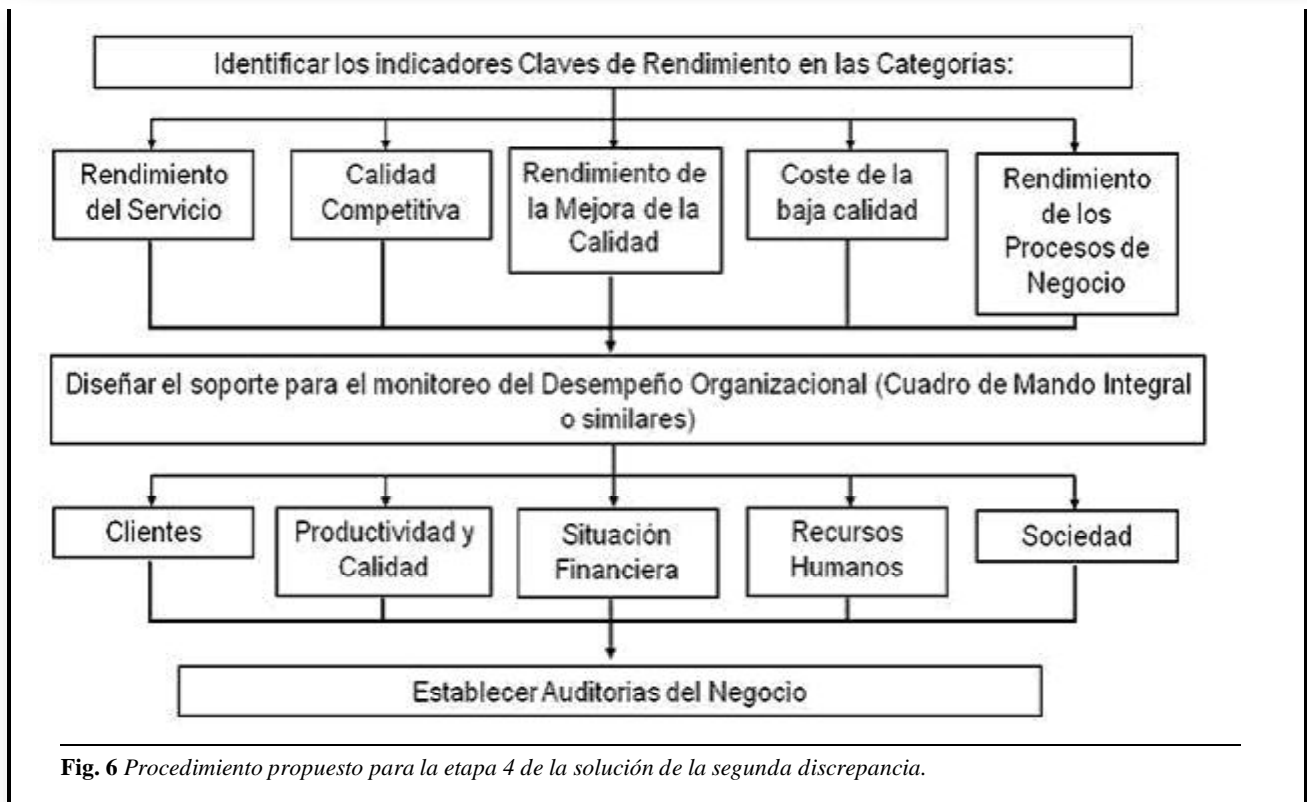 Identificar los indicadores Claves de Rendimiento en las Categorias:
Rendimiento
del Servicio
Calidad
Competitiva
Rendimiento de
la Mejora de la
Calidad
Coste de la
baja calidad
Rendimiento
de los
Procesos de
Negocio
Diseñar el soporte para el monitoreo del Desempeño Organizacional (Cuadro de Mando Integral
o similares)
Clientes
Productividad y
Calidad
Situación
Financiera
Recursos
Humanos
Sociedad
Establecer Auditorias del Negocio
Fig. 6 Procedimiento propuesto para la etapa 4 de la solución de la segunda discrepancia.